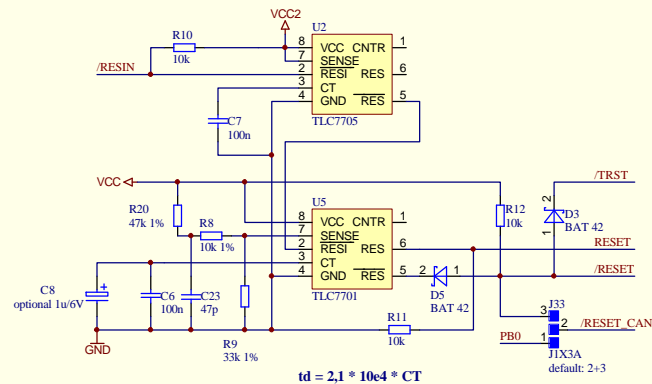 VCC2
U2
R10
10k
/RESIN
8 VCC CNTR 1
7 SENSE
2 RESI RES 6
3 CT
4 GND RES 5
TLC7705
C7
100n
VCC
/TRST
R20
47k 1%
R8
10k 1%
U5
8 VCC CNTR 1
7 SENSE
2 RESI RES 6
3 CT
4 GND RES 5
TLC7701
R12
10k
2
D3
BAT 42
1
RESET
/RESET
2 1
D5
BAT 42
C8
optional 1u/6V
+
C6
100n
C23
47p
R9
33k 1%
R11
10k
GND
J33
3
2 /RESET_CAN
PB0 1
J1X3A
default: 2+3
td = 2,1 * 10e4 * CT